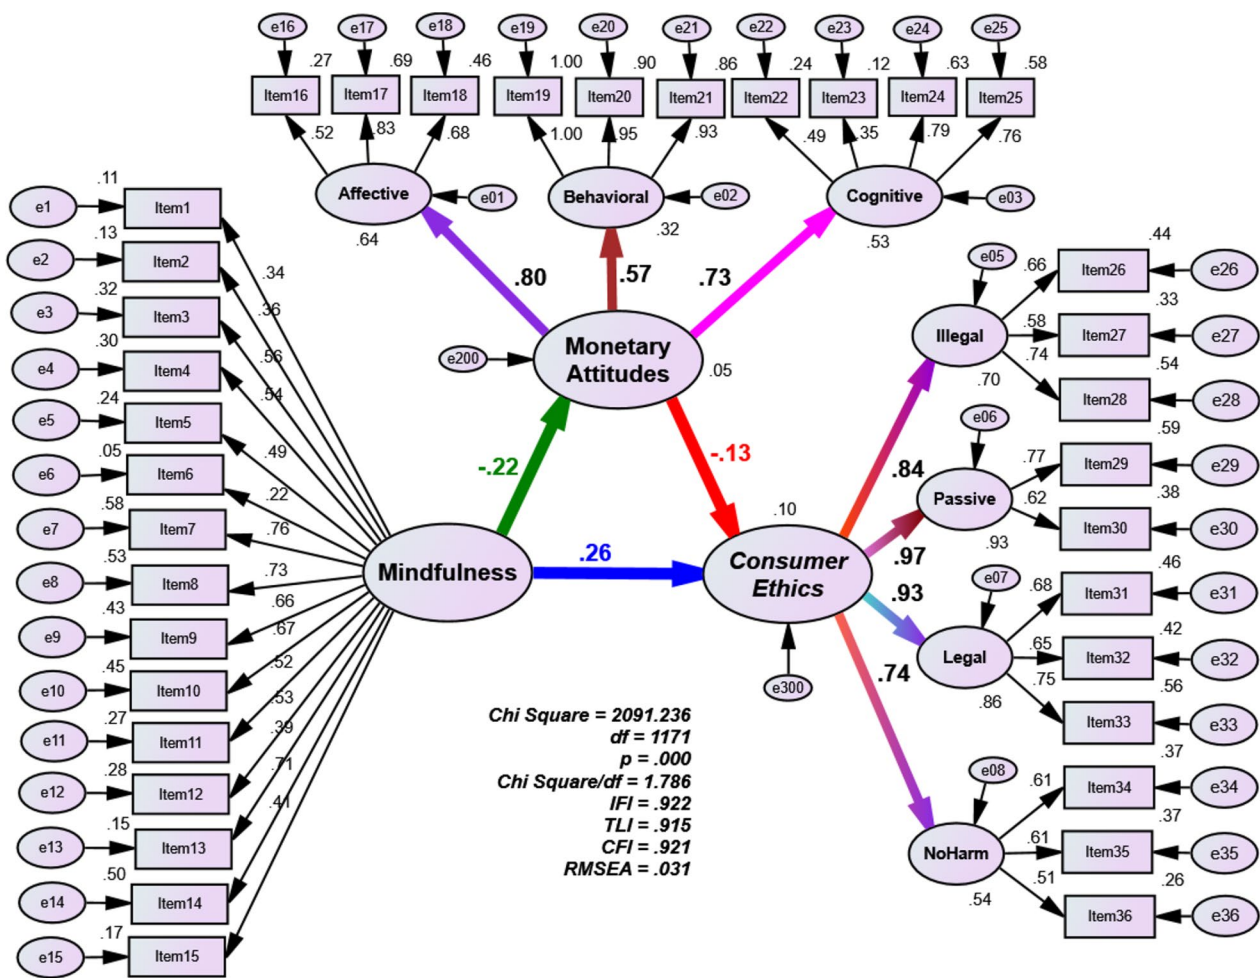 e16 e17 e18 e19 e20 e21 e22 e23 e24 e25
.27 .69 .46 1.00 .90 .86 .24 .12 .63 .58
Item16 Item17 Item18 Item19 Item20 Item21 Item22 Item23 Item24 Item25
.52 .83 .68 1.00 .95 .93 .49 .35 .79 .76
Affective e01 Behavioral e02 Cognitive e03
.64 .32 .53
.80 .57 .73
e200 Monetary Attitudes .05
-.22 -.13
.11
e1 Item1 .34
.13
e2 Item2 .36
.32
e3 Item3 .56
.30
e4 Item4 .54
.24
e5 Item5 .49
.05
e6 Item6 .22
.58
e7 Item7 .76
.53
e8 Item8 .73
.43
e9 Item9 .66
.45
e10 Item10 .67
.27
e11 Item11 .52
.28
e12 Item12 .53
.15
e13 Item13 .39
.50
e14 Item14 .71
.17
e15 Item15 .41
Mindfulness
.26
.10
Consumer
Ethics
e300
.84
.97
.93
.74
e05
Illegal
.70
.66 Item26 .44 e26
.58 Item27 .33 e27
.74 Item28 .54 e28
e06
Passive
.93
.77 Item29 .59 e29
.62 Item30 .38 e30
e07
Legal
.86
.68 Item31 .46 e31
.65 Item32 .42 e32
.75 Item33 .56 e33
e08
NoHarm
.54
.61 Item34 .37 e34
.61 Item35 .37 e35
.51 Item36 .26 e36
Chi Square = 2091.236
df = 1171
p = .000
Chi Square/df = 1.786
IFI = .922
TLI = .915
CFI = .921
RMSEA = .031